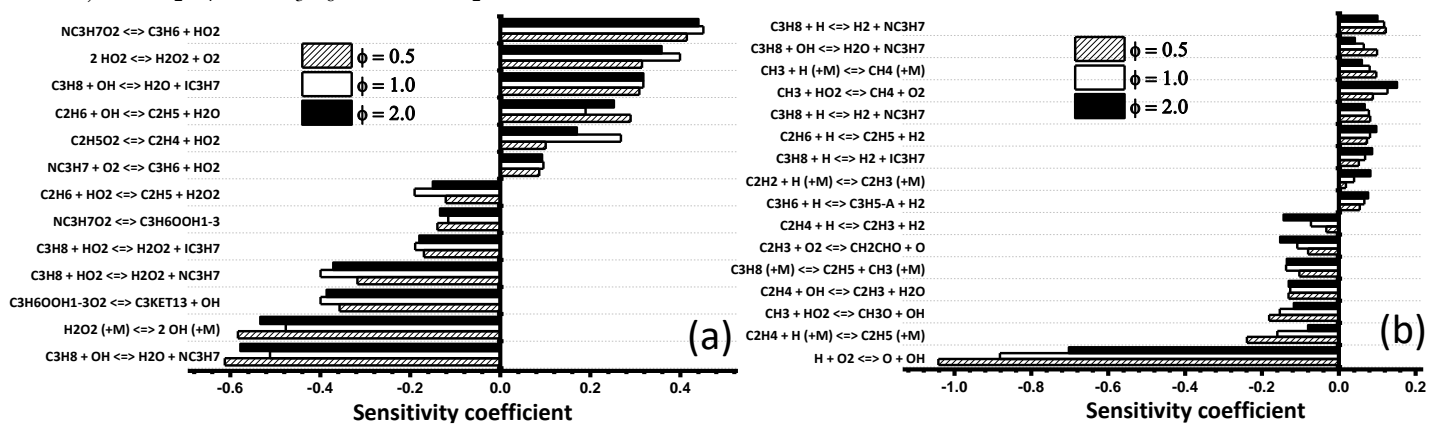 NC3H7O2 <=> C3H6 + HO2
2 HO2 <=> H2O2 + O2
C3H8 + OH <=> H2O + IC3H7
C2H6 + OH <=> C2H5 + H2O
C2H5O2 <=> C2H4 + HO2
NC3H7 + O2 <=> C3H6 + HO2
C2H6 + HO2 <=> C2H5 + H2O2
NC3H7O2 <=> C3H6OOH1-3
C3H8 + HO2 <=> H2O2 + IC3H7
C3H8 + HO2 <=> H2O2 + NC3H7
C3H6OOH1-3O2 <=> C3KET13 + OH
H2O2 (+M) <=> 2 OH (+M)
C3H8 + OH <=> H2O + NC3H7
ϕ = 0.5
ϕ = 1.0
ϕ = 2.0
(a)
-0.6 -0.4 -0.2 0.0 0.2 0.4
Sensitivity coefficient
C3H8 + H <=> H2 + NC3H7
C3H8 + OH <=> H2O + NC3H7
CH3 + H (+M) <=> CH4 (+M)
CH3 + HO2 <=> CH4 + O2
C3H8 + H <=> H2 + NC3H7
C2H6 + H <=> C2H5 + H2
C3H8 + H <=> H2 + IC3H7
C2H2 + H (+M) <=> C2H3 (+M)
C3H6 + H <=> C3H5-A + H2
C2H4 + H <=> C2H3 + H2
C2H3 + O2 <=> CH2CHO + O
C3H8 (+M) <=> C2H5 + CH3 (+M)
C2H4 + OH <=> C2H3 + H2O
CH3 + HO2 <=> CH3O + OH
C2H4 + H (+M) <=> C2H5 (+M)
H + O2 <=> O + OH
ϕ = 0.5
ϕ = 1.0
ϕ = 2.0
(b)
-1.0 -0.8 -0.6 -0.4 -0.2 0.0 0.2
Sensitivity coefficient